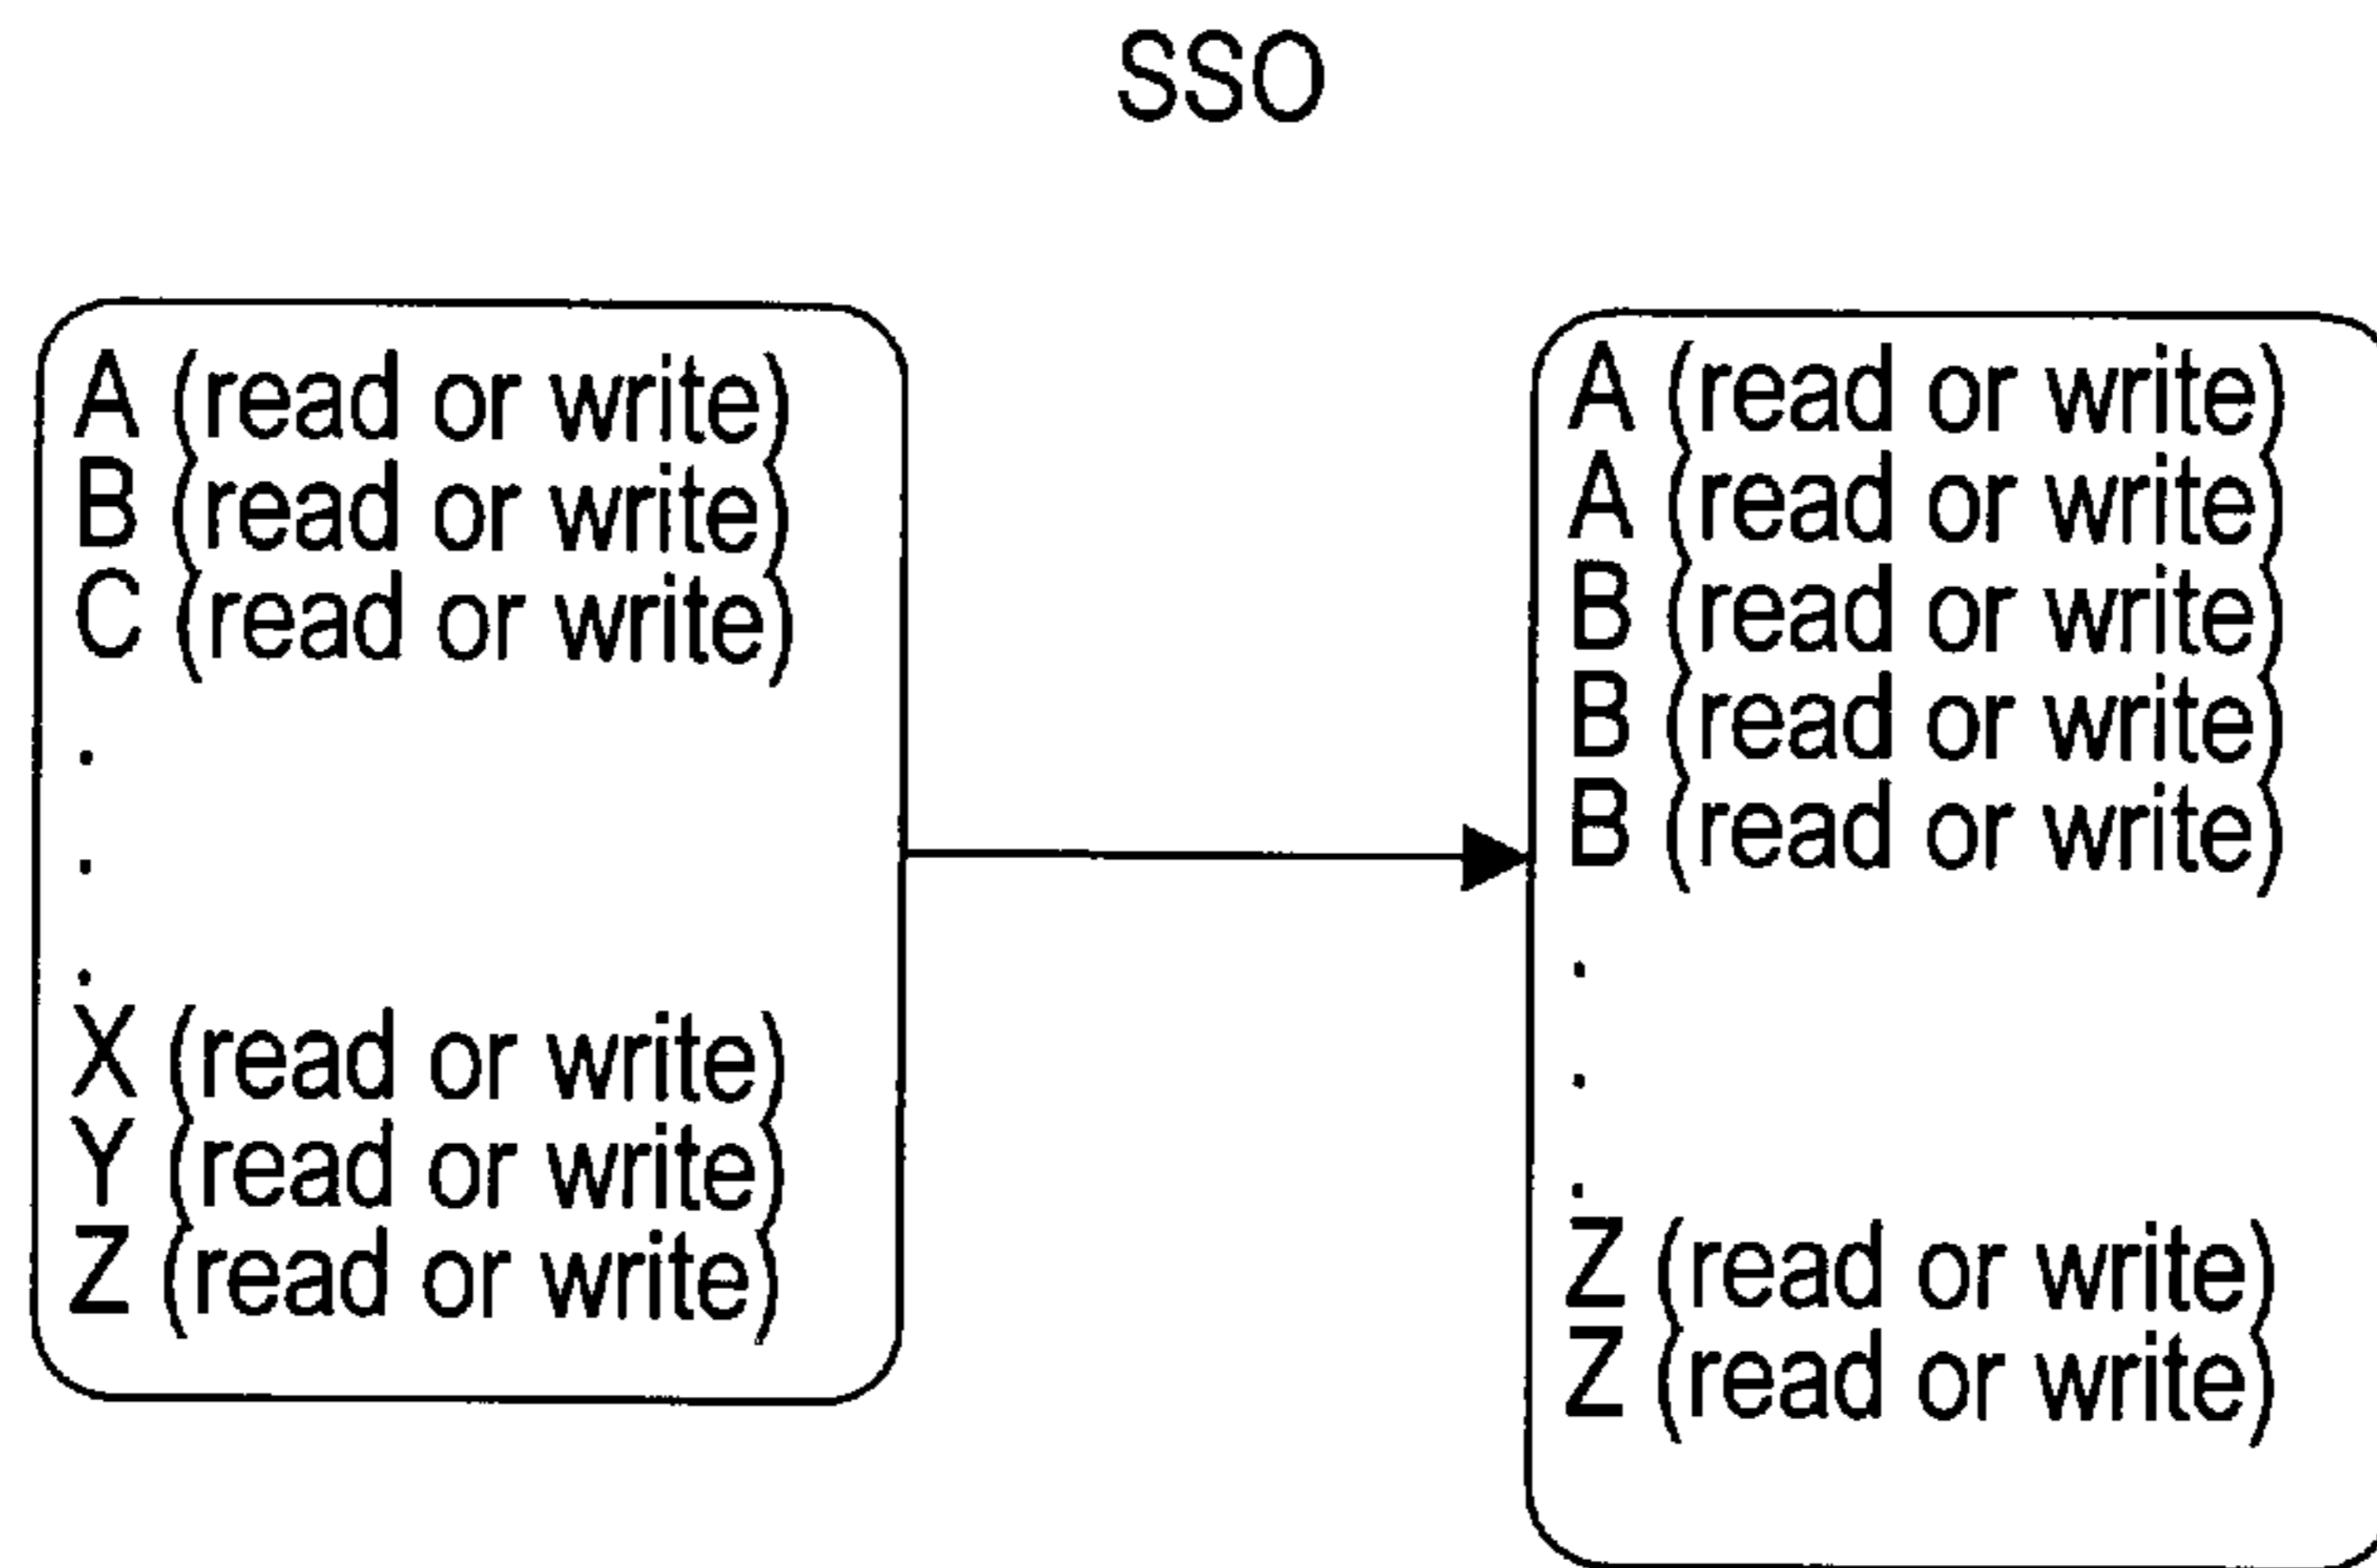 SSO
A (read or write)
B (read or write)
C (read or write)
.
.
.
X (read or write)
Y (read or write)
Z (read or write)
A (read or write)
A (read or write)
B (read or write)
B (read or write)
B (read or write)
.
.
.
Z (read or write)
Z (read or write)